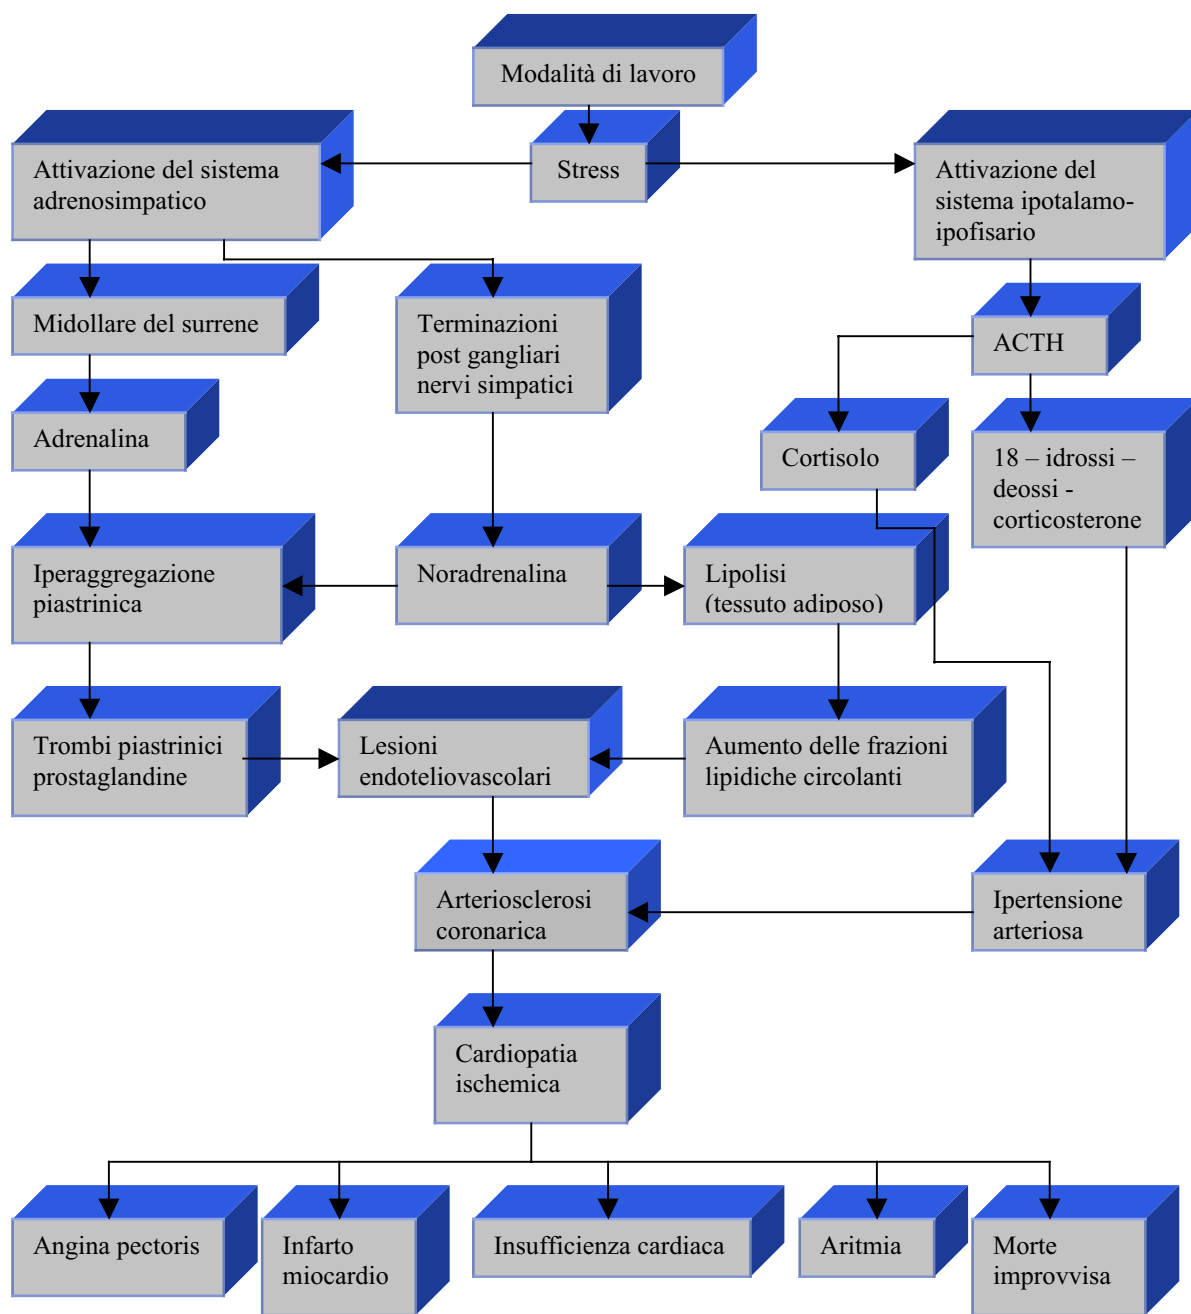 Modalità di lavoro
Attivazione del sistema
adrenosimpatico
Stress
Attivazione del
sistema ipotalamo-
ipofisario
Midollare del surrene
Terminazioni
post gangliari
nervi simpatici
ACTH
Adrenalina
Cortisolo
18 – idrossi –
deossi -
corticosterone
Iperaggregazione
piastrinica
Noradrenalina
Lipolisi
(tessuto adiposo)
Trombi piastrinici
prostaglandine
Lesioni
endoteliovascolari
Aumento delle frazioni
lipidiche circolanti
Arteriosclerosi
coronarica
Ipertensione
arteriosa
Cardiopatia
ischemica
Angina pectoris
Infarto
miocardio
Insufficienza cardiaca
Aritmia
Morte
improvvisa